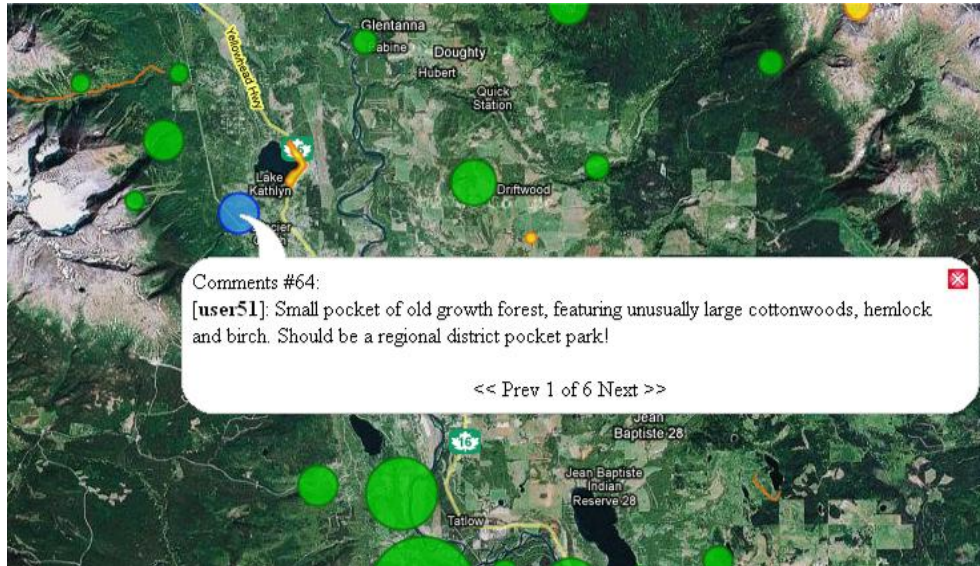 Glentanna
Babine
Doughty
Hubert
Quick
Station
Yellowhead Hwy
16
Lake
Kathlyn
Driftwood
Comments #64:
[user51]: Small pocket of old growth forest, featuring unusually large cottonwoods, hemlock
and birch. Should be a regional district pocket park!
<< Prev 1 of 6 Next >>
Jean
Baptiste 28
16
Jean Baptiste
Indian
Reserve 28
Tatlow